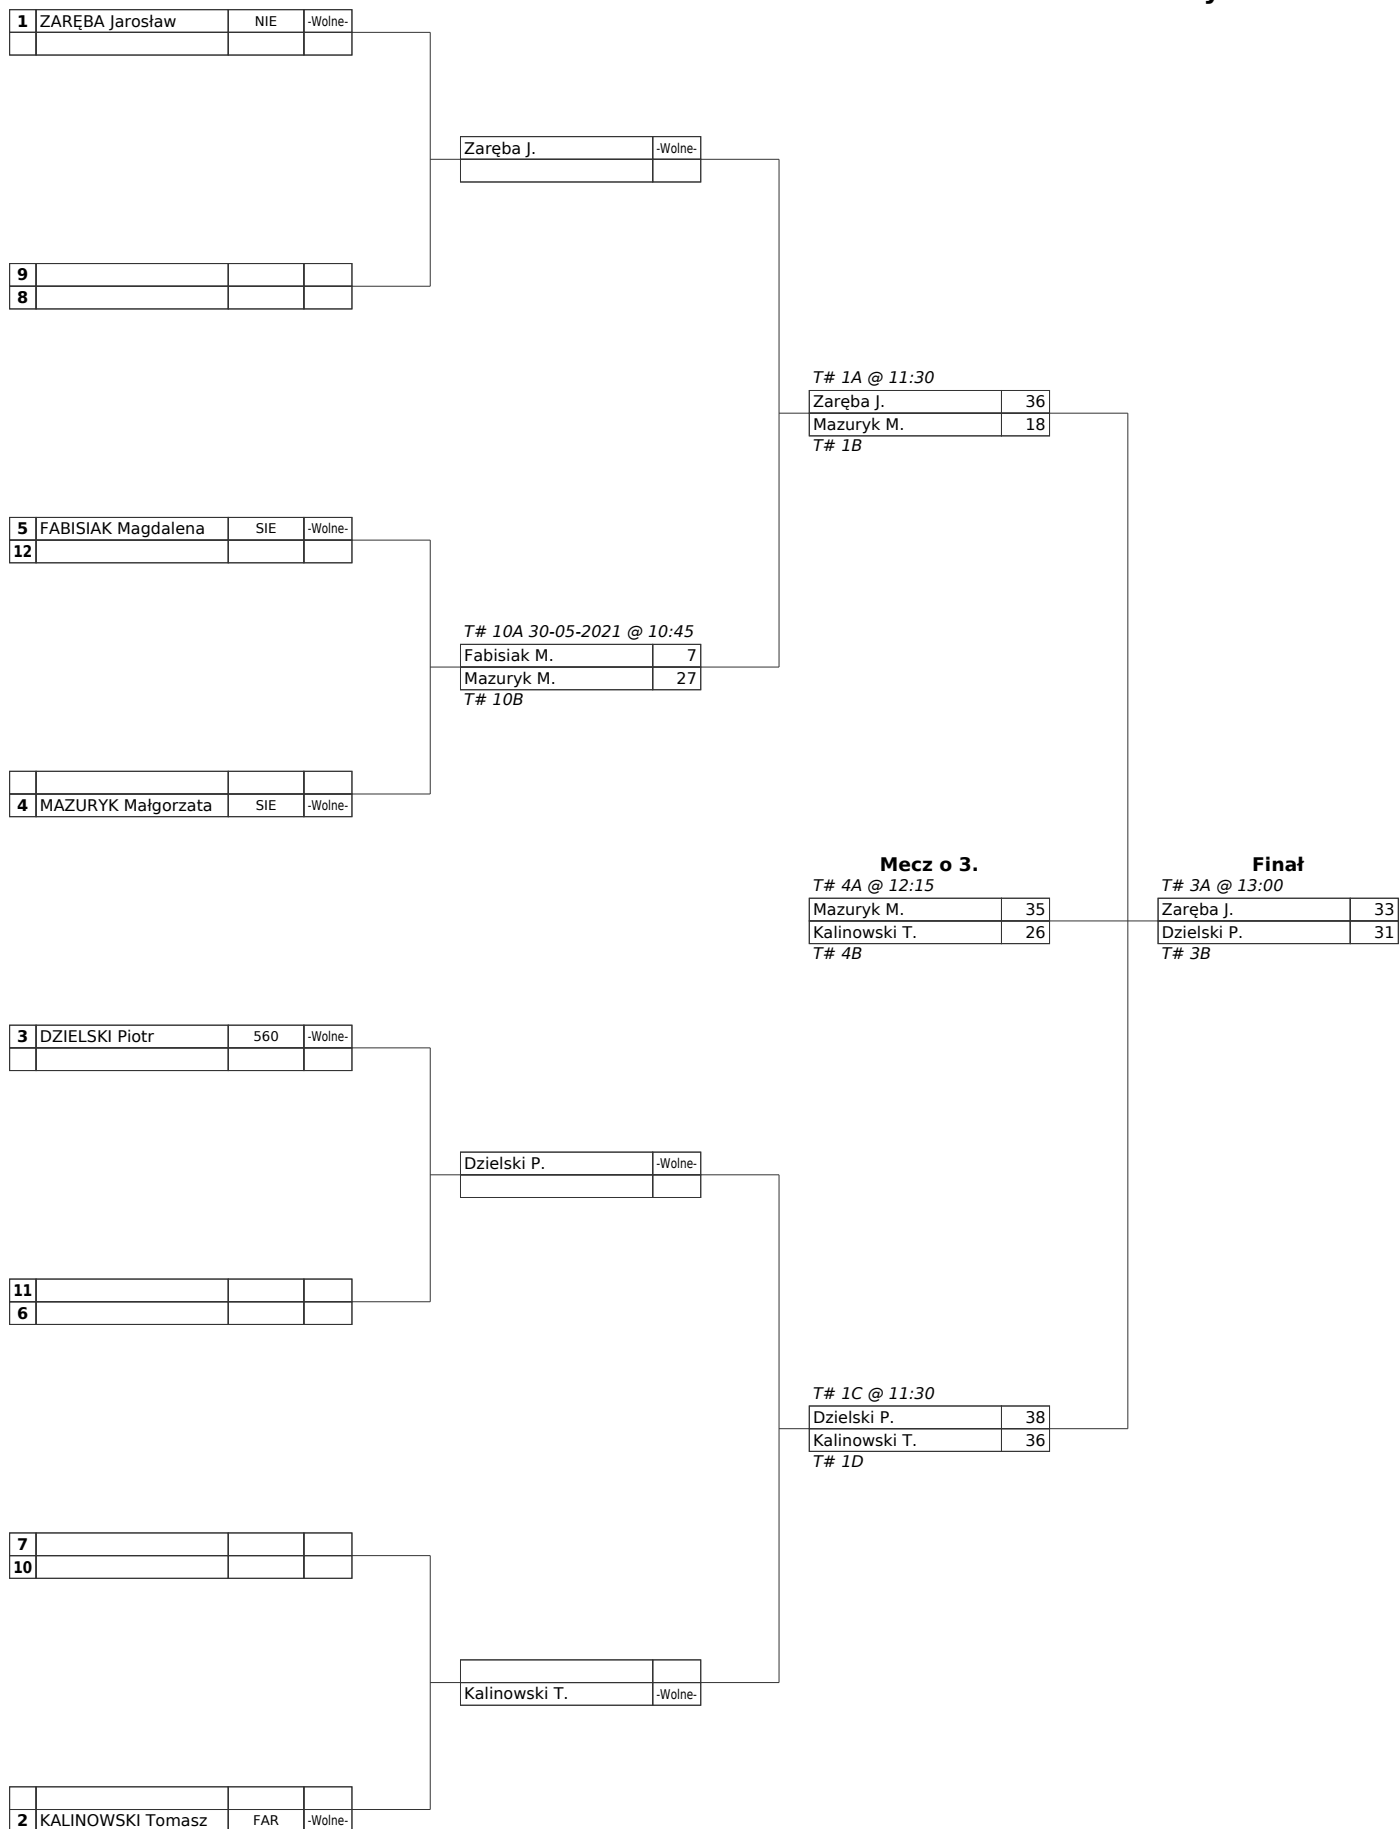 1 ZARĘBA Jarosław NIE -Wolne-
Zaręba J. -Wolne-
9
8
T# 1A @ 11:30
Zaręba J. 36
Mazuryk M. 18
T# 1B
5 FABISIAK Magdalena SIE -Wolne-
12
T# 10A 30-05-2021 @ 10:45
Fabisiak M. 7
Mazuryk M. 27
T# 10B
4 MAZURYK Małgorzata SIE -Wolne-
Mecz o 3.
T# 4A @ 12:15
Mazuryk M. 35
Kalinowski T. 26
T# 4B
Finał
T# 3A @ 13:00
Zaręba J. 33
Dzielski P. 31
T# 3B
3 DZIELSKI Piotr 560 -Wolne-
Dzielski P. -Wolne-
11
6
T# 1C @ 11:30
Dzielski P. 38
Kalinowski T. 36
T# 1D
7
10
Kalinowski T. -Wolne-
2 KALINOWSKI Tomasz FAR -Wolne-